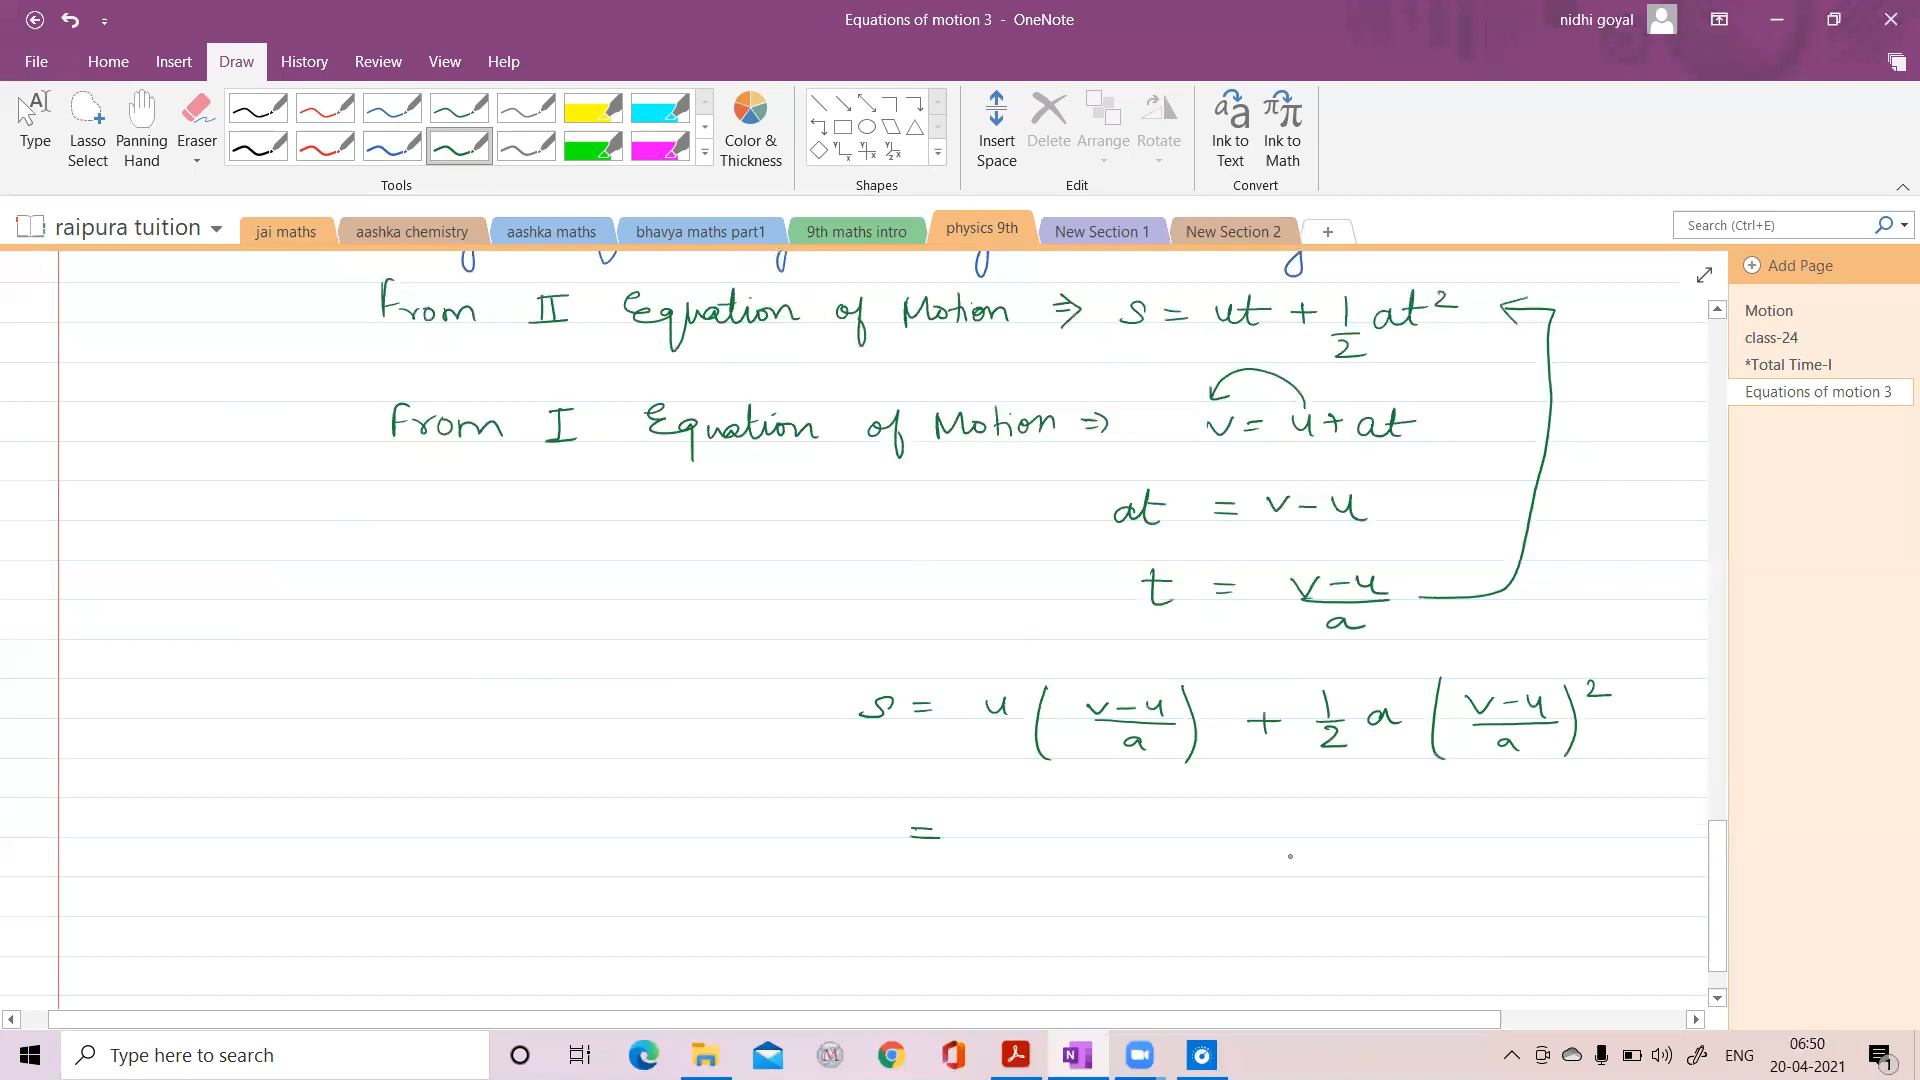 Equations of motion 3 - OneNote
nidhi goyal
File Home Insert Draw History Review View Help
Type
Lasso Select
Panning Hand
Eraser
Color & Thickness
Insert Space
Delete
Arrange
Rotate
Ink to Text
Ink to Math
Tools
Shapes
Edit
Convert
raipura tuition
jai maths
aashka chemistry
aashka maths
bhavya maths part1
9th maths intro
physics 9th
New Section 1
New Section 2
Search (Ctrl+E)
Add Page
Motion
class-24
*Total Time-I
Equations of motion 3
From II Equation of Motion ⇒ s = ut + 1/2 at²
From I Equation of Motion ⇒ v = u + at
at = v - u
t = (v - u)/a
s = u ((v - u)/a) + 1/2 a ((v - u)/a)²
=
Type here to search
ENG
06:50
20-04-2021
1